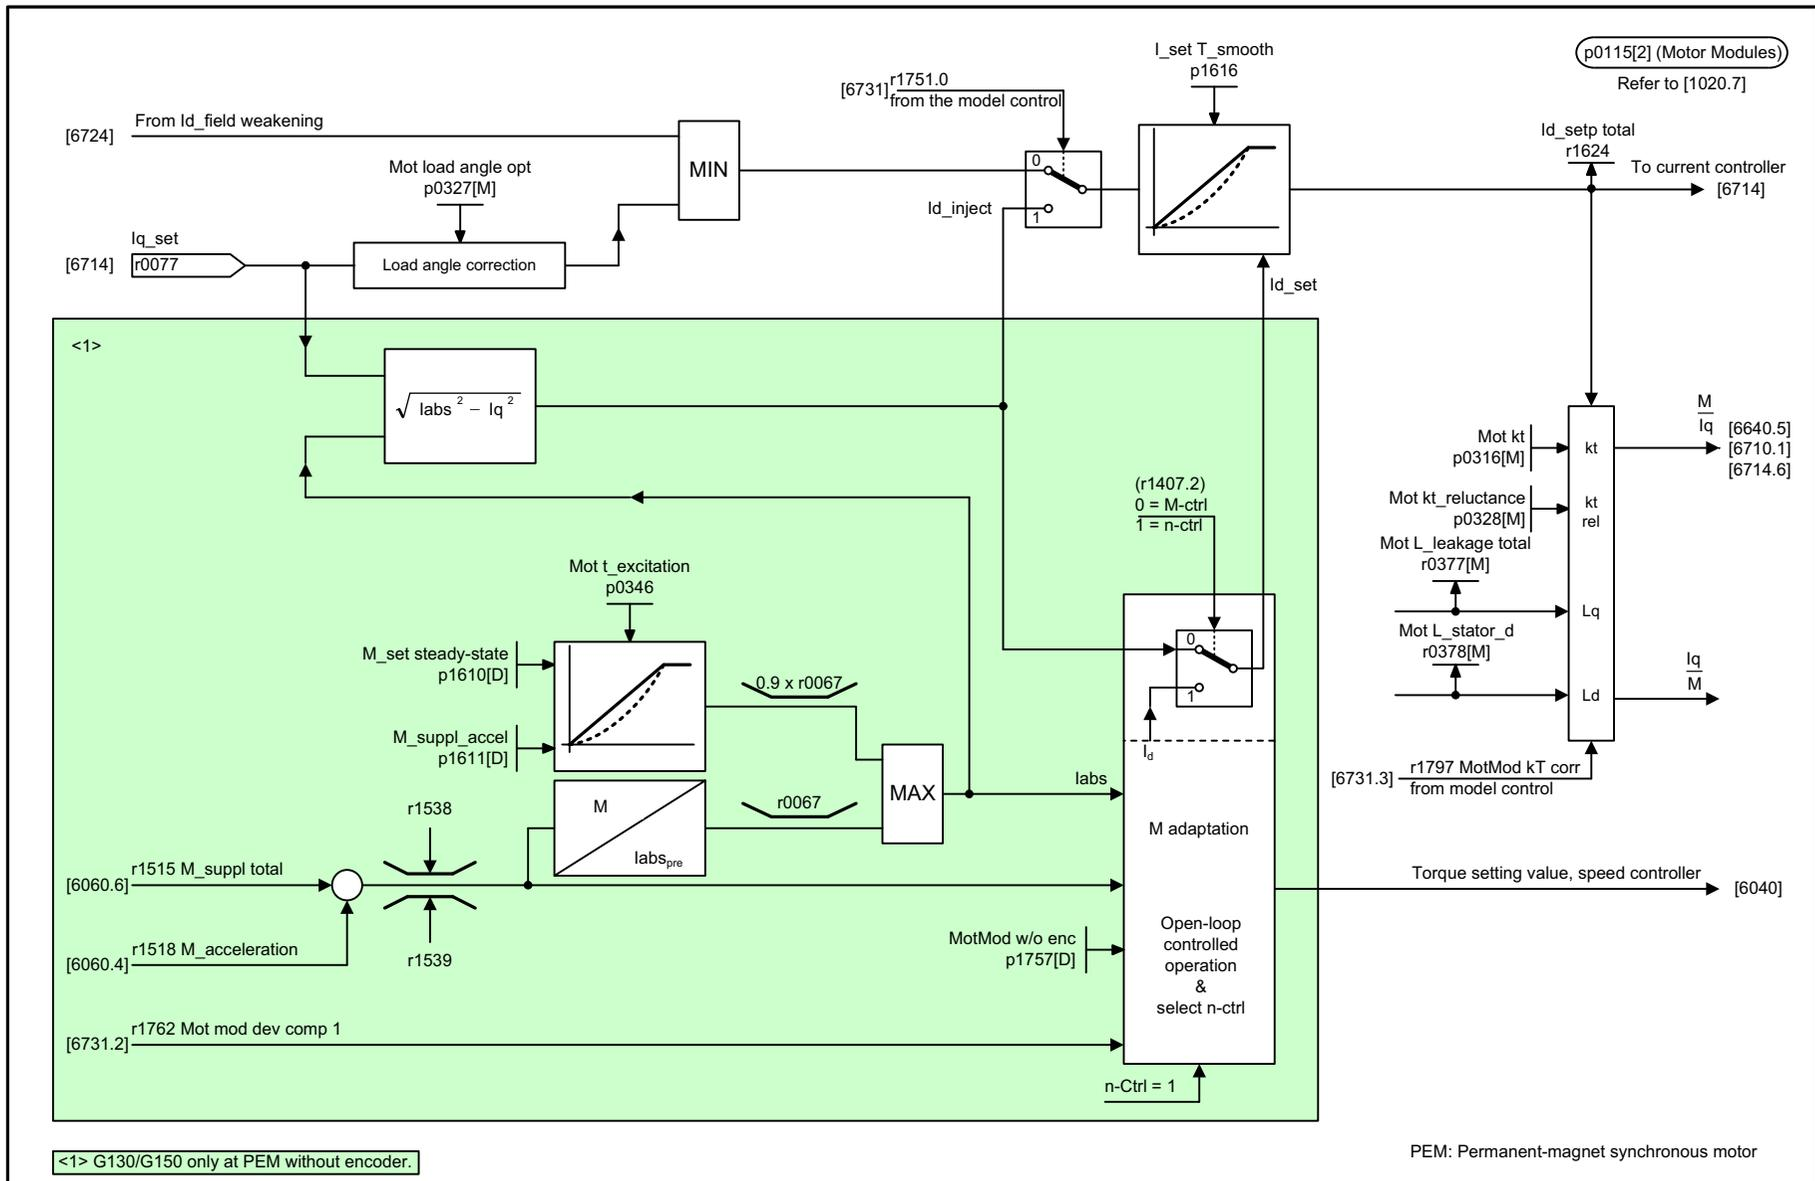 I_set T_smooth
p1616
p0115[2] (Motor Modules)
Refer to [1020.7]
[6731]
r1751.0
from the model control
[6724]
From Id_field weakening
MIN
Mot load angle opt
p0327[M]
0
1
Id_inject
Id_setp total
r1624
To current controller
[6714]
Iq_set
[6714]
r0077
Load angle correction
Id_set
<1>
√ Iabs 2 – Iq 2
(r1407.2)
0 = M-ctrl
1 = n-ctrl
Mot kt
p0316[M]
kt
M
Iq
[6640.5]
[6710.1]
[6714.6]
Mot kt_reluctance
p0328[M]
kt
rel
Mot L_leakage total
r0377[M]
Lq
Mot L_stator_d
r0378[M]
Ld
Iq
M
[6731.3]
r1797 MotMod kT corr
from model control
Mot t_excitation
p0346
M_set steady-state
p1610[D]
M_suppl_accel
p1611[D]
0.9 x r0067
0
1
Id
r0067
MAX
Iabs
M
Iabspre
M adaptation
r1538
[6060.6]
r1515 M_suppl total
Torque setting value, speed controller
[6040]
[6060.4]
r1518 M_acceleration
r1539
MotMod w/o enc
p1757[D]
Open-loop
controlled
operation
&
select n-ctrl
[6731.2]
r1762 Mot mod dev comp 1
n-Ctrl = 1
<1> G130/G150 only at PEM without encoder.
PEM: Permanent-magnet synchronous motor